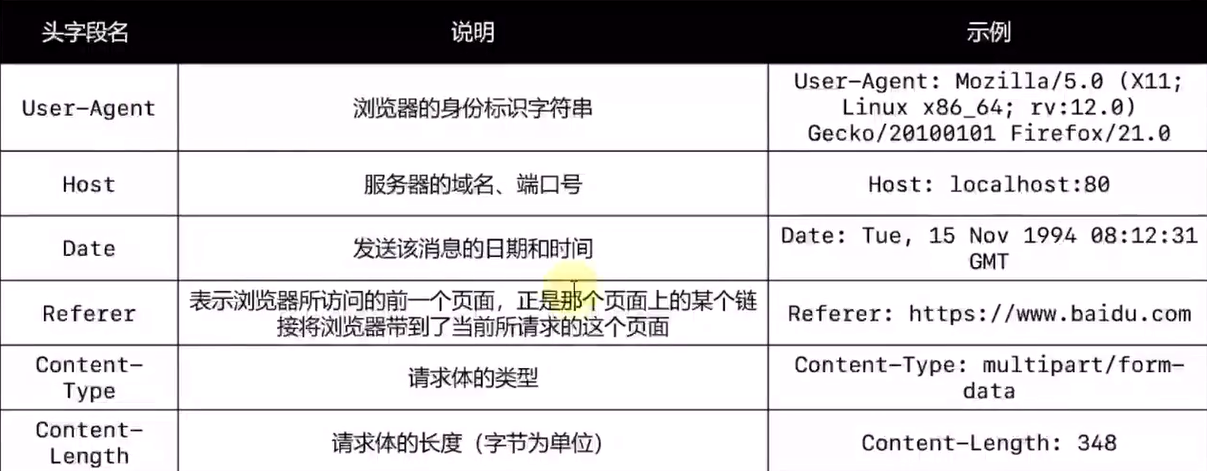 头字段名 说明 示例
User-Agent 浏览器的身份标识字符串 User-Agent: Mozilla/5.0 (X11;
Linux x86_64; rv:12.0)
Gecko/20100101 Firefox/21.0
Host 服务器的域名、端口号 Host: localhost:80
Date 发送该消息的日期和时间 Date: Tue, 15 Nov 1994 08:12:31
GMT
Referer 表示浏览器所访问的前一个页面，正是那个页面上的某个链
接将浏览器带到了当前所请求的这个页面 Referer: https://www.baidu.com
Content-
Type 请求体的类型 Content-Type: multipart/form-
data
Content-
Length 请求体的长度（字节为单位） Content-Length: 348